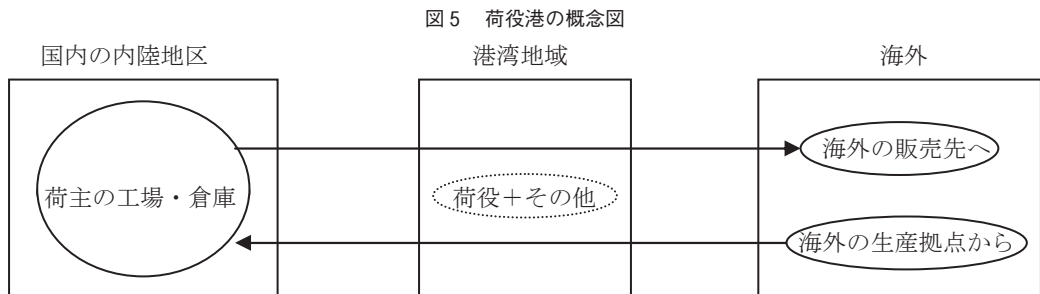 図5 荷役港の概念図
国内の内陸地区 港湾地域 海外
海外の販売先へ
荷主の工場・倉庫 荷役＋その他
海外の生産拠点から